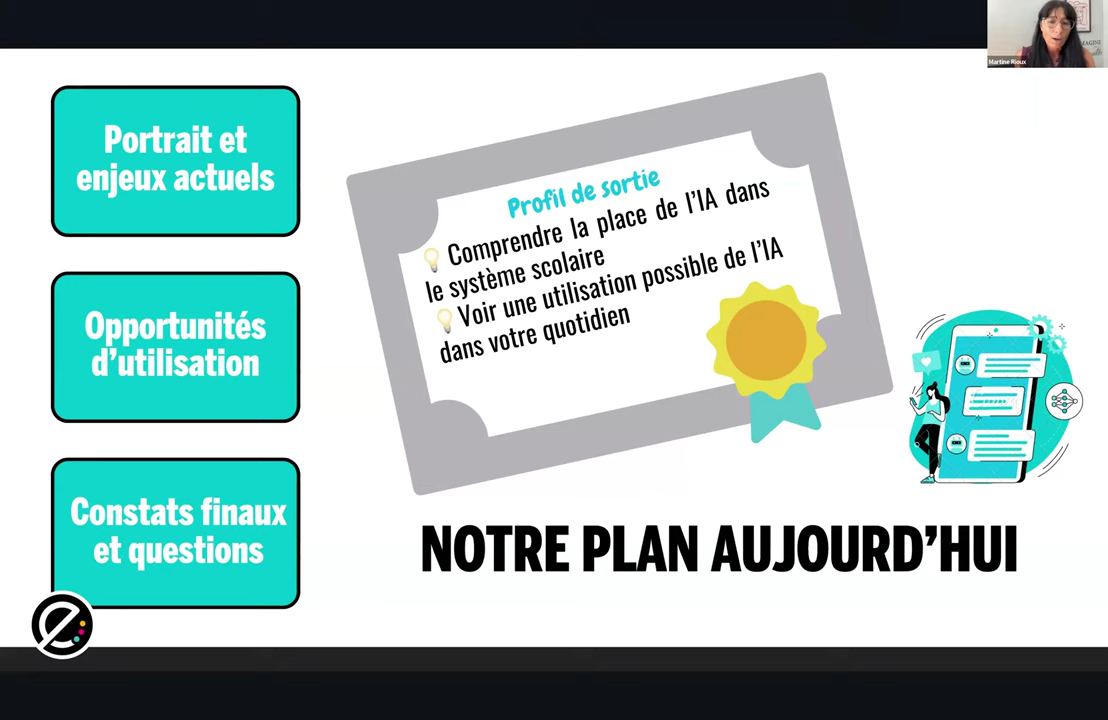 Martine Rioux
Portrait et
enjeux actuels
Opportunités
d'utilisation
Constats finaux
et questions
Profil de sortie
💡 Comprendre la place de l'IA dans
le système scolaire
💡 Voir une utilisation possible de l'IA
dans votre quotidien
NOTRE PLAN AUJOURD'HUI